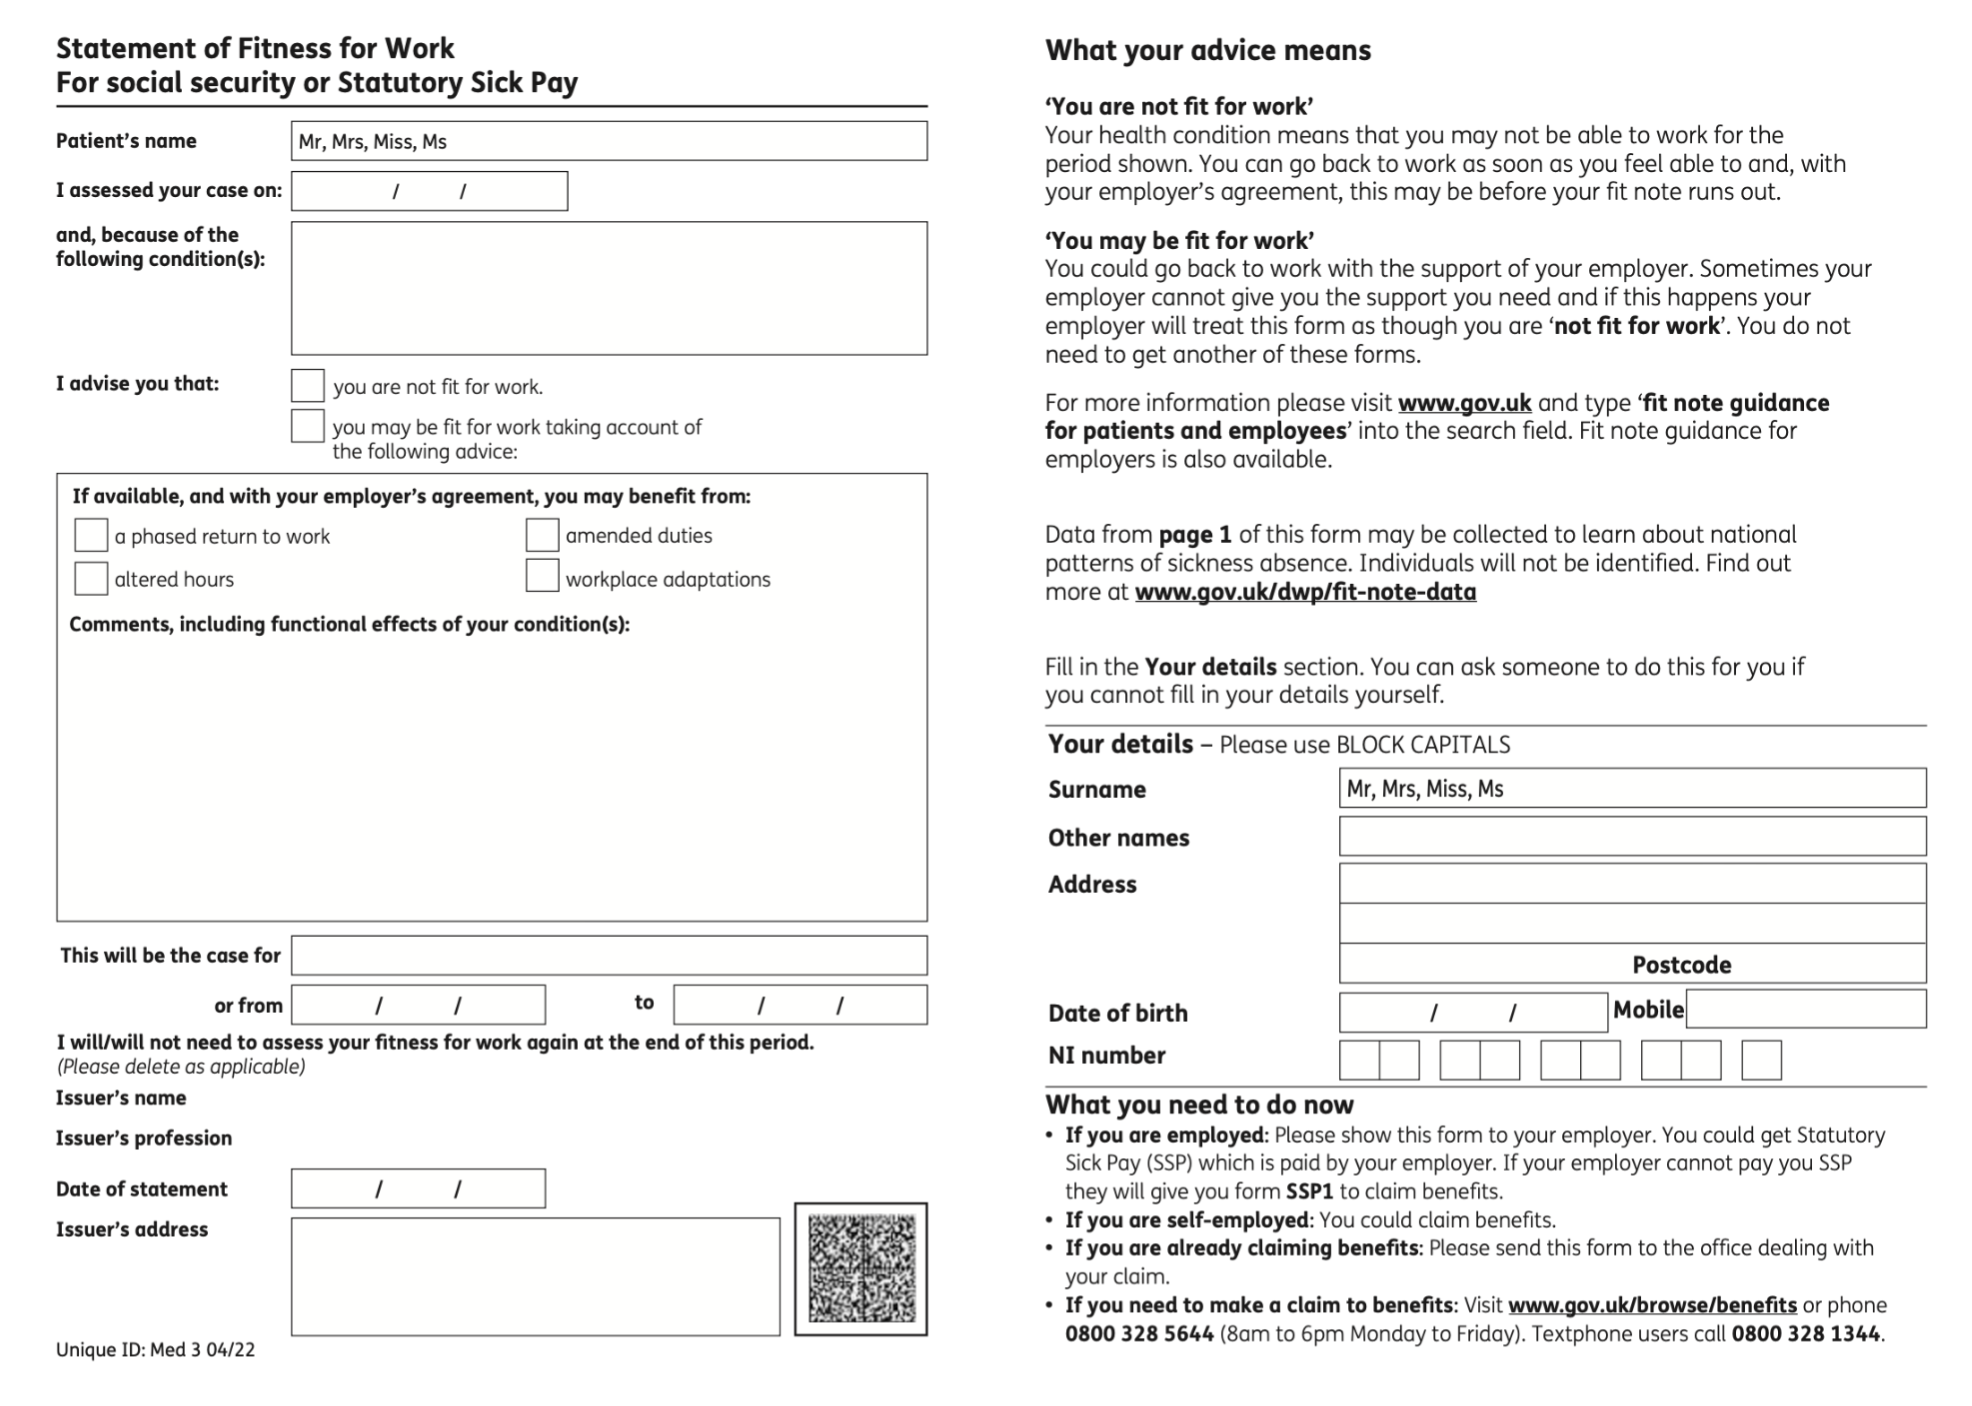 Statement of Fitness for Work
For social security or Statutory Sick Pay
Patient’s name
Mr, Mrs, Miss, Ms
I assessed your case on:
/ /
and, because of the
following condition(s):
I advise you that:
you are not fit for work.
you may be fit for work taking account of
the following advice:
If available, and with your employer’s agreement, you may benefit from:
a phased return to work
amended duties
altered hours
workplace adaptations
Comments, including functional effects of your condition(s):
This will be the case for
or from / / to / /
I will/will not need to assess your fitness for work again at the end of this period.
(Please delete as applicable)
Issuer’s name
Issuer’s profession
Date of statement / /
Issuer’s address
Unique ID: Med 3 04/22
What your advice means
‘You are not fit for work’
Your health condition means that you may not be able to work for the
period shown. You can go back to work as soon as you feel able to and, with
your employer’s agreement, this may be before your fit note runs out.
‘You may be fit for work’
You could go back to work with the support of your employer. Sometimes your
employer cannot give you the support you need and if this happens your
employer will treat this form as though you are ‘not fit for work’. You do not
need to get another of these forms.
For more information please visit www.gov.uk and type ‘fit note guidance
for patients and employees’ into the search field. Fit note guidance for
employers is also available.
Data from page 1 of this form may be collected to learn about national
patterns of sickness absence. Individuals will not be identified. Find out
more at www.gov.uk/dwp/fit-note-data
Fill in the Your details section. You can ask someone to do this for you if
you cannot fill in your details yourself.
Your details – Please use BLOCK CAPITALS
Surname
Mr, Mrs, Miss, Ms
Other names
Address
Postcode
Date of birth / / Mobile
NI number
What you need to do now
• If you are employed: Please show this form to your employer. You could get Statutory
Sick Pay (SSP) which is paid by your employer. If your employer cannot pay you SSP
they will give you form SSP1 to claim benefits.
• If you are self-employed: You could claim benefits.
• If you are already claiming benefits: Please send this form to the office dealing with
your claim.
• If you need to make a claim to benefits: Visit www.gov.uk/browse/benefits or phone
0800 328 5644 (8am to 6pm Monday to Friday). Textphone users call 0800 328 1344.